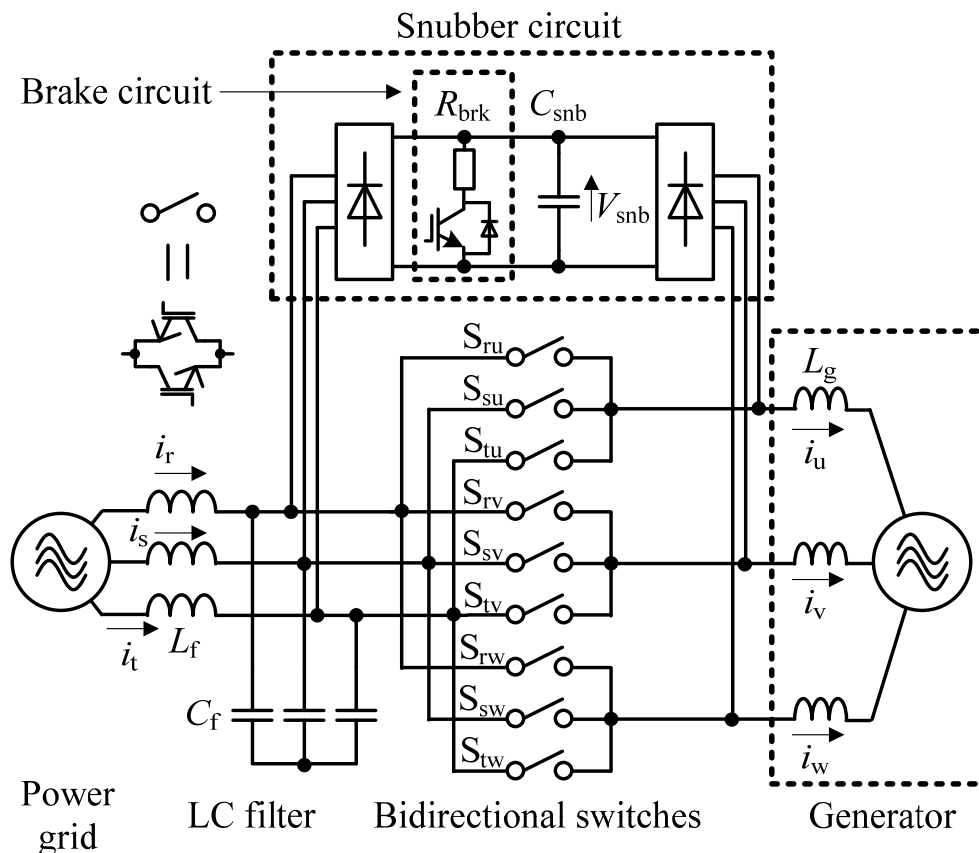 Snubber circuit
Brake circuit
R_brk
C_snb
V_snb
S_ru
S_su
S_tu
S_rv
S_sv
S_tv
S_rw
S_sw
S_tw
L_g
i_u
i_v
i_w
i_r
i_s
i_t
L_f
C_f
Power
grid
LC filter
Bidirectional switches
Generator